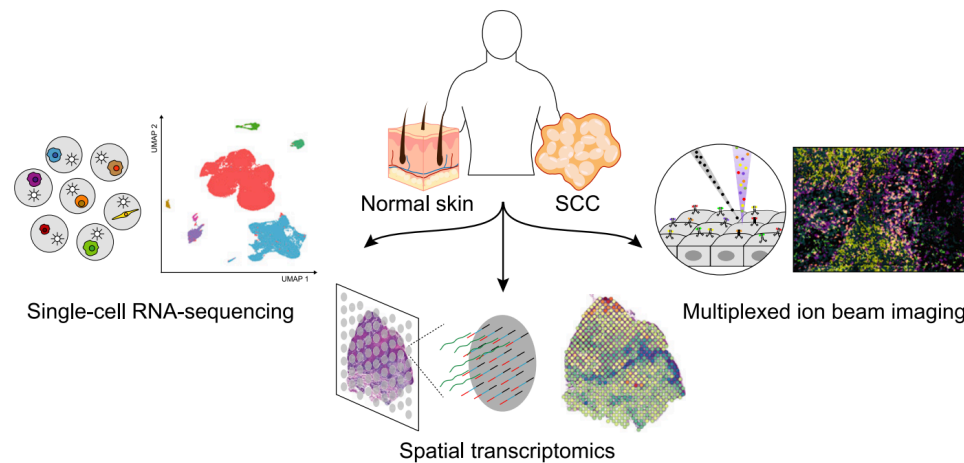 Normal skin
SCC
UMAP 2
UMAP 1
Single-cell RNA-sequencing
Multiplexed ion beam imaging
Spatial transcriptomics